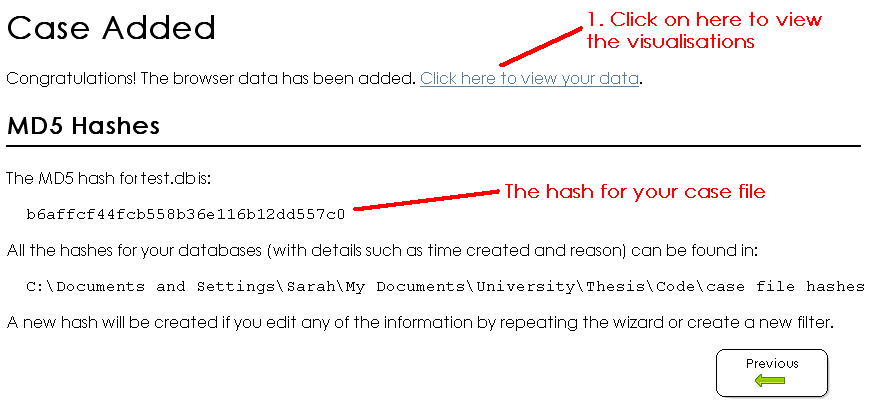 Case Added
1. Click on here to view
the visualisations
Congratulations! The browser data has been added. Click here to view your data.
MD5 Hashes
The MD5 hash for test.db is:
The hash for your case file
b6affcf44fcb558b36e116b12dd557c0
All the hashes for your databases (with details such as time created and reason) can be found in:
C:\Documents and Settings\Sarah\My Documents\University\Thesis\Code\case file hashes
A new hash will be created if you edit any of the information by repeating the wizard or create a new filter.
Previous